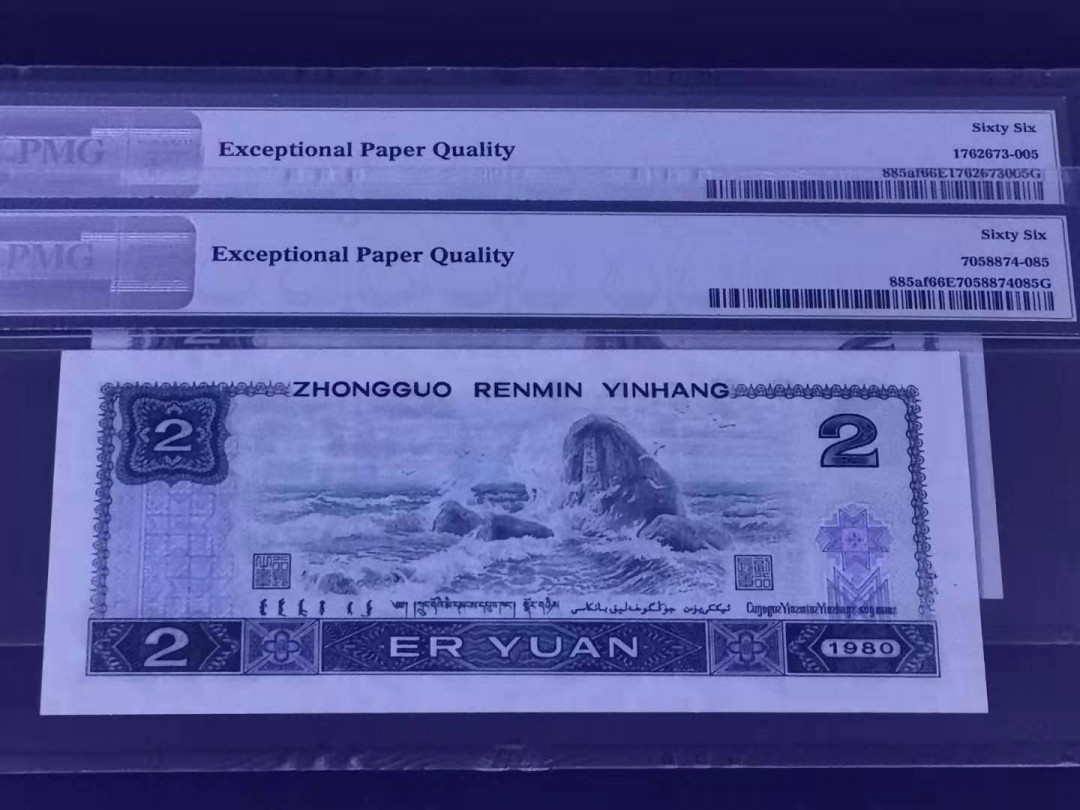 PMG
Exceptional Paper Quality
Sixty Six
1762673-005
885af66E1762673005G
PMG
Exceptional Paper Quality
Sixty Six
7058874-085
885af66E7058874085G
ZHONGGUO RENMIN YINHANG
2
2
2
ER YUAN
1980